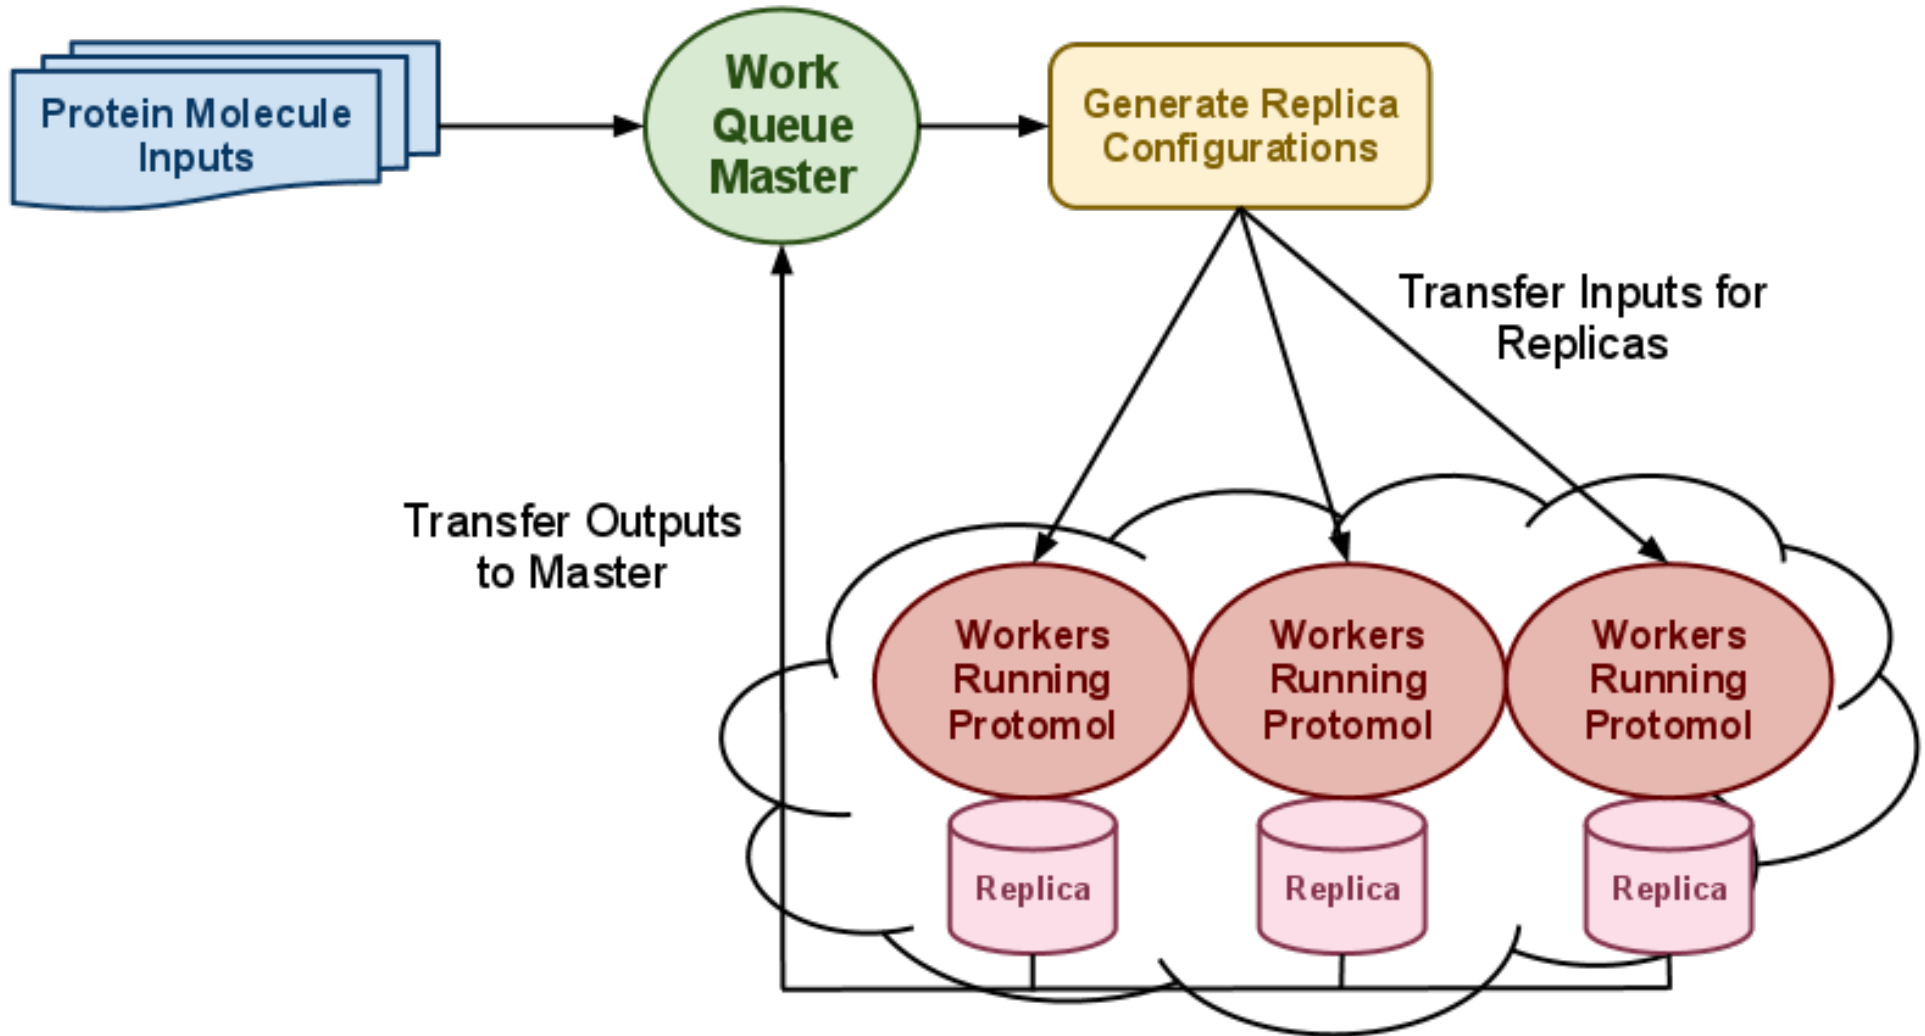 Protein Molecule
Inputs
Work
Queue
Master
Generate Replica
Configurations
Transfer Inputs for
Replicas
Transfer Outputs
to Master
Workers
Running
Protomol
Workers
Running
Protomol
Workers
Running
Protomol
Replica
Replica
Replica